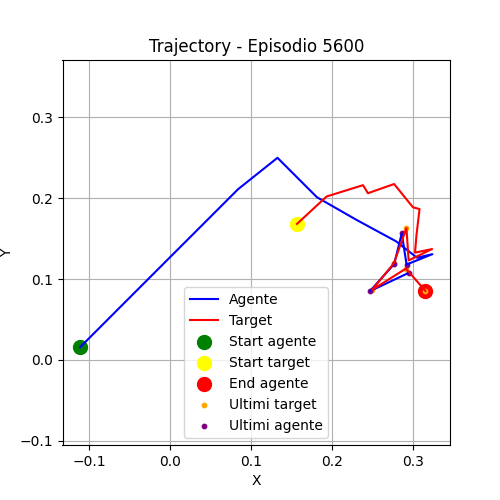 Trajectory - Episodio 5600
Y
0.3
0.2
0.1
0.0
−0.1
Agente
Target
Start agente
Start target
End agente
Ultimi target
Ultimi agente
−0.1 0.0 0.1 0.2 0.3
X